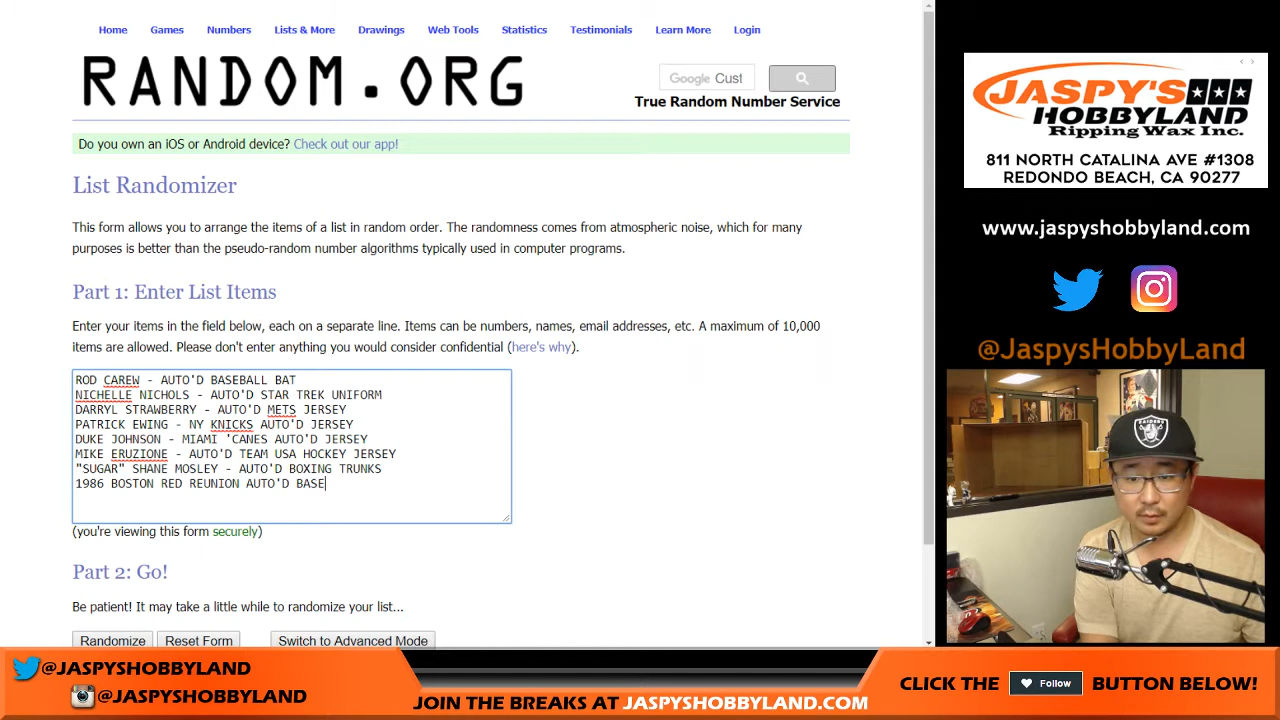 Home Games Numbers Lists & More Drawings Web Tools Statistics Testimonials Learn More Login
RANDOM.ORG
Google Cust
True Random Number Service
Do you own an iOS or Android device? Check out our app!
List Randomizer
This form allows you to arrange the items of a list in random order. The randomness comes from atmospheric noise, which for many
purposes is better than the pseudo-random number algorithms typically used in computer programs.
Part 1: Enter List Items
Enter your items in the field below, each on a separate line. Items can be numbers, names, email addresses, etc. A maximum of 10,000
items are allowed. Please don't enter anything you would consider confidential (here's why).
ROD CAREW - AUTO'D BASEBALL BAT
NICHELLE NICHOLS - AUTO'D STAR TREK UNIFORM
DARRYL STRAWBERRY - AUTO'D METS JERSEY
PATRICK EWING - NY KNICKS AUTO'D JERSEY
DUKE JOHNSON - MIAMI 'CANES AUTO'D JERSEY
MIKE ERUZIONE - AUTO'D TEAM USA HOCKEY JERSEY
"SUGAR" SHANE MOSLEY - AUTO'D BOXING TRUNKS
1986 BOSTON RED REUNION AUTO'D BASE
(you're viewing this form securely)
Part 2: Go!
Be patient! It may take a little while to randomize your list...
Randomize Reset Form Switch to Advanced Mode
JASPY'S
HOBBYLAND
Ripping Wax Inc.
811 NORTH CATALINA AVE #1308
REDONDO BEACH, CA 90277
www.jaspyshobbyland.com
@JaspysHobbyLand
RAIDERS
@JASPYSHOBBYLAND
@JASPYSHOBBYLAND
JOIN THE BREAKS AT JASPYSHOBBYLAND.COM
CLICK THE Follow BUTTON BELOW!